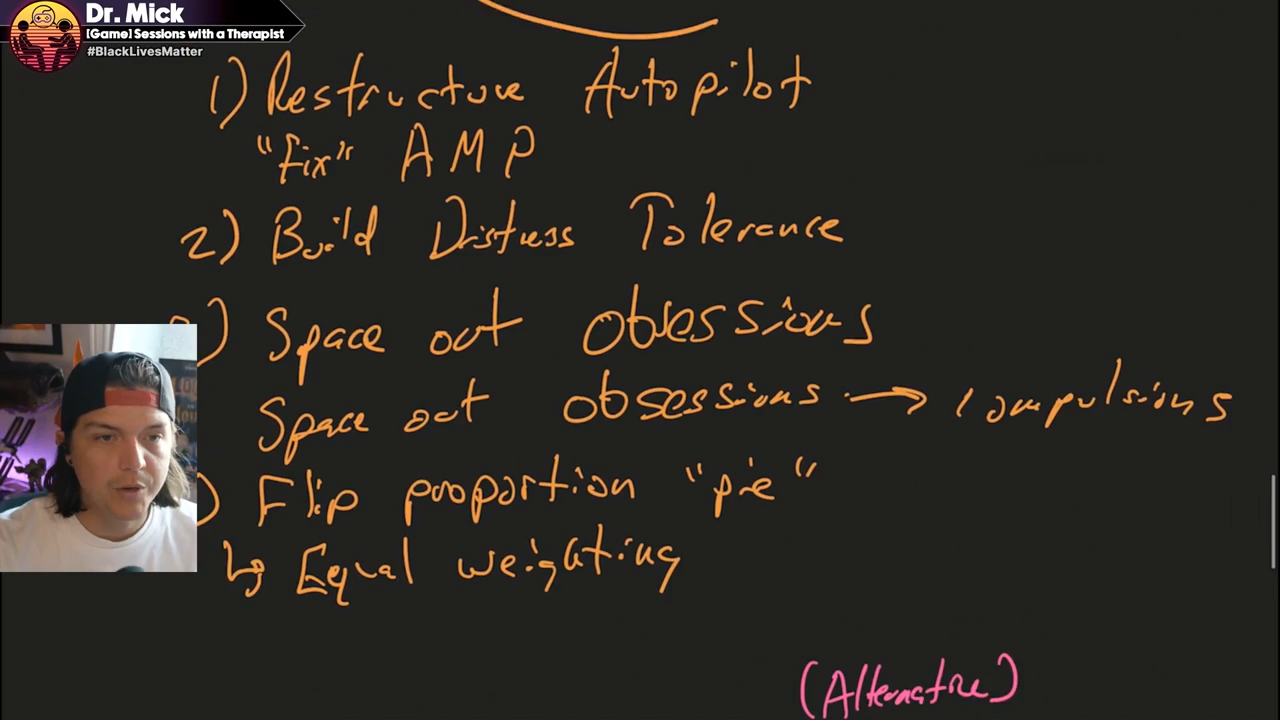 Dr. Mick
[Game] Sessions with a Therapist
#BlackLivesMatter
1) Restructure Autopilot
"fix" AMP
2) Build Distress Tolerance
) Space out obsessions
Space out obsessions → compulsions
) Flip proportion "pie"
↳ Equal weighting
(Alternative)